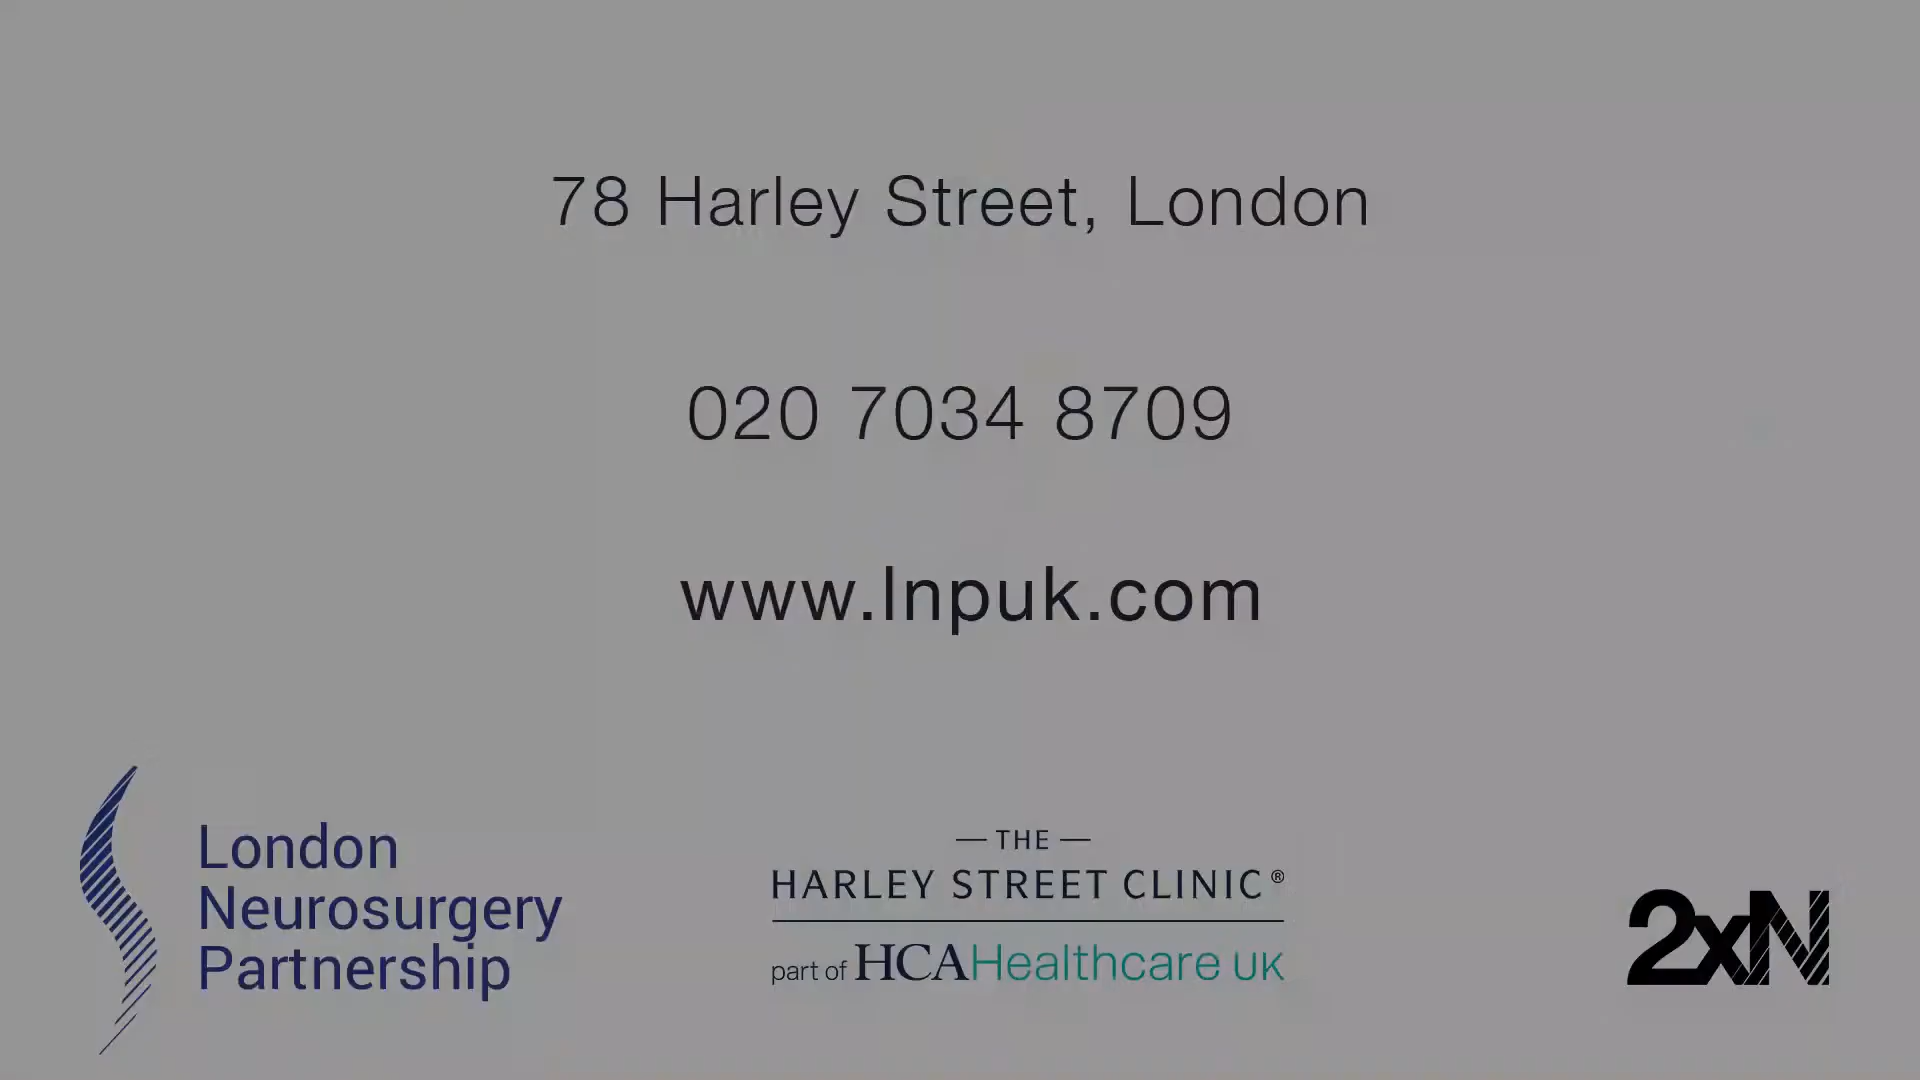 78 Harley Street, London
020 7034 8709
www.lnpuk.com
London
Neurosurgery
Partnership
— THE —
HARLEY STREET CLINIC®
part of HCAHealthcare UK
2xN